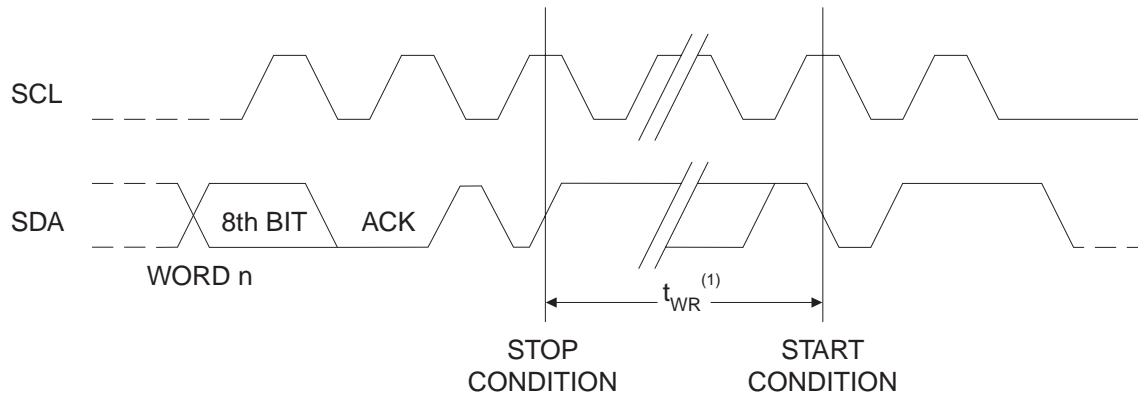 SCL
SDA
8th BIT
ACK
WORD n
tWR(1)
STOP
CONDITION
START
CONDITION